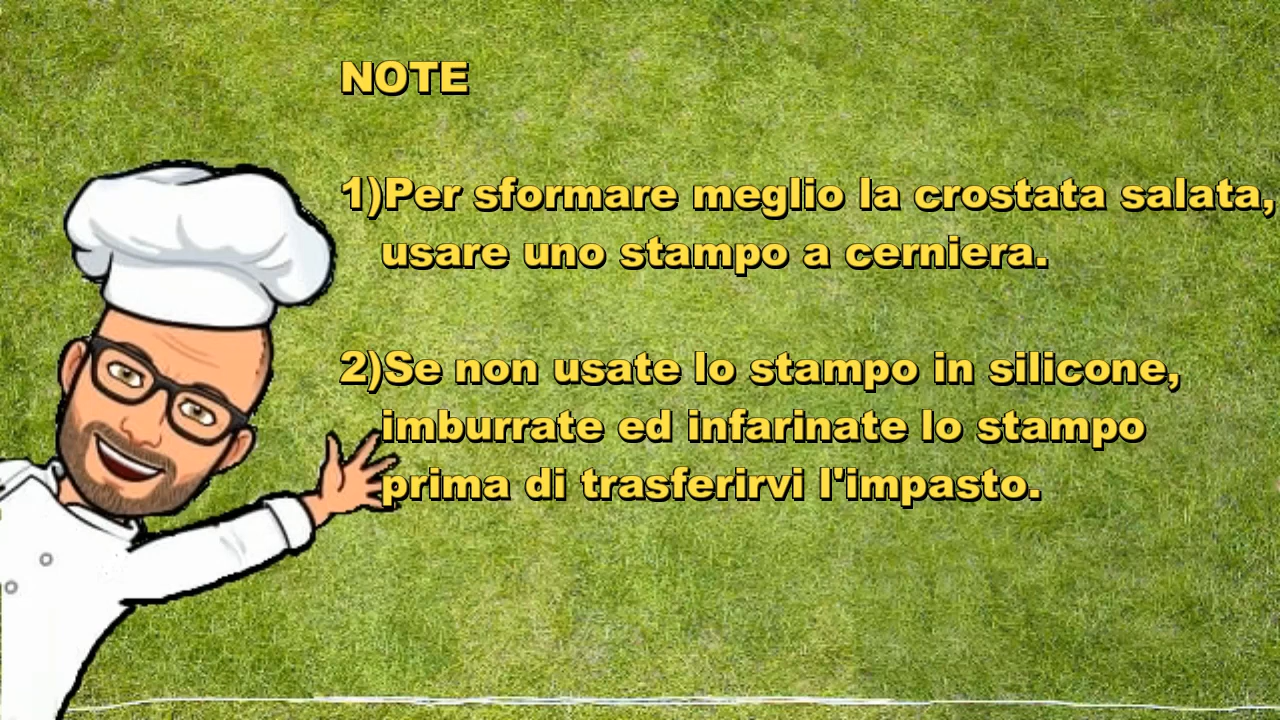 NOTE
1)Per sformare meglio la crostata salata,
usare uno stampo a cerniera.
2)Se non usate lo stampo in silicone,
imburrate ed infarinate lo stampo
prima di trasferirvi l'impasto.